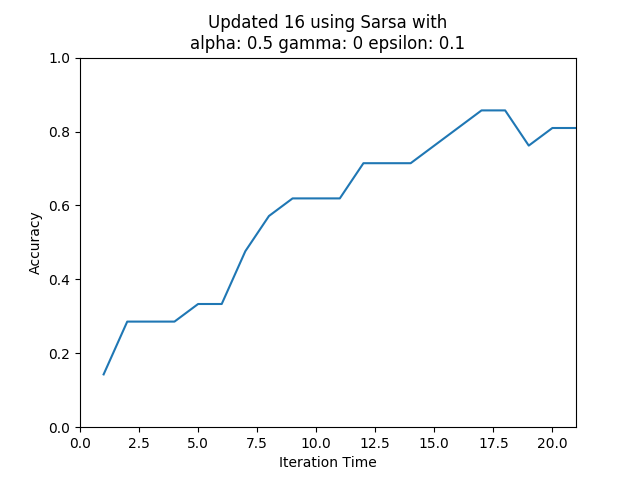 Updated 16 using Sarsa with
alpha: 0.5 gamma: 0 epsilon: 0.1
1.0
0.8
0.6
0.4
0.2
0.0
Accuracy
0.0 2.5 5.0 7.5 10.0 12.5 15.0 17.5 20.0
Iteration Time